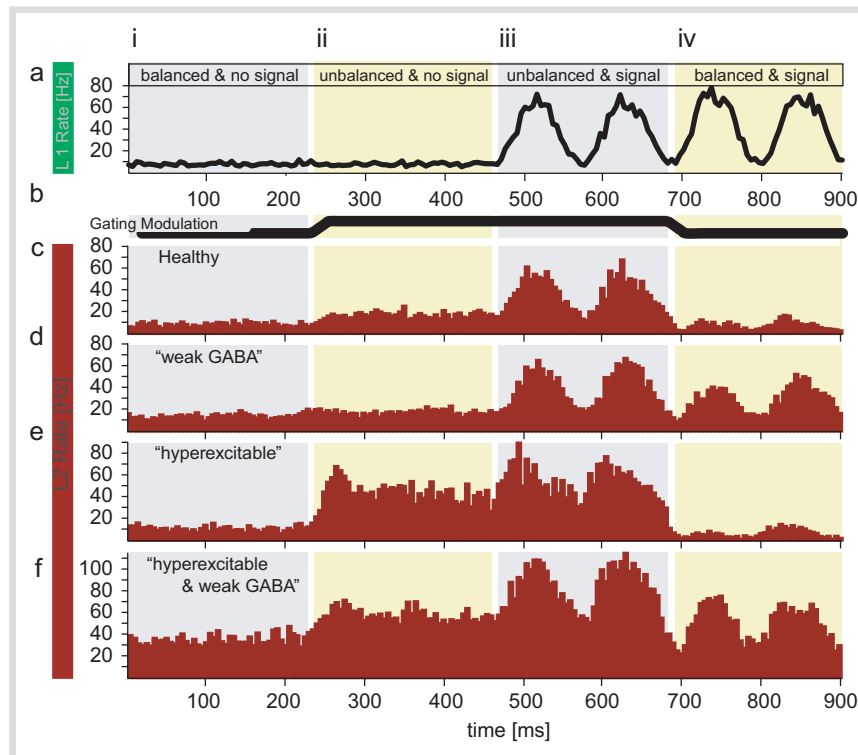 i ii iii iv
a
balanced & no signal unbalanced & no signal unbalanced & signal balanced & signal
L 1 Rate [Hz]
80
60
40
20
100 200 300 400 500 600 700 800 900
b
Gating Modulation
c
Healthy
80
60
40
20
d
"weak GABA"
80
60
40
20
L2 Rate [Hz]
e
"hyperexcitable"
80
60
40
20
f
"hyperexcitable
& weak GABA"
100
80
60
40
20
100 200 300 400 500 600 700 800 900
time [ms]